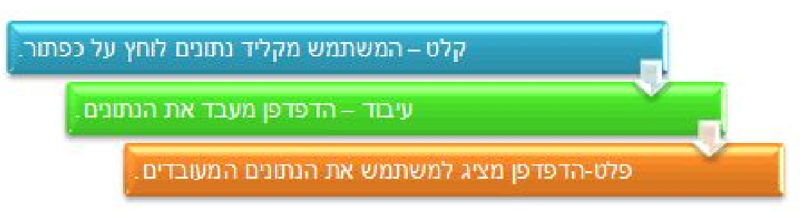 קלט – המשתמש מקליד נתונים לוחץ על כפתור.
עיבוד – הדפדפן מעבד את הנתונים.
פלט-הדפדפן מציג למשתמש את הנתונים המעובדים.